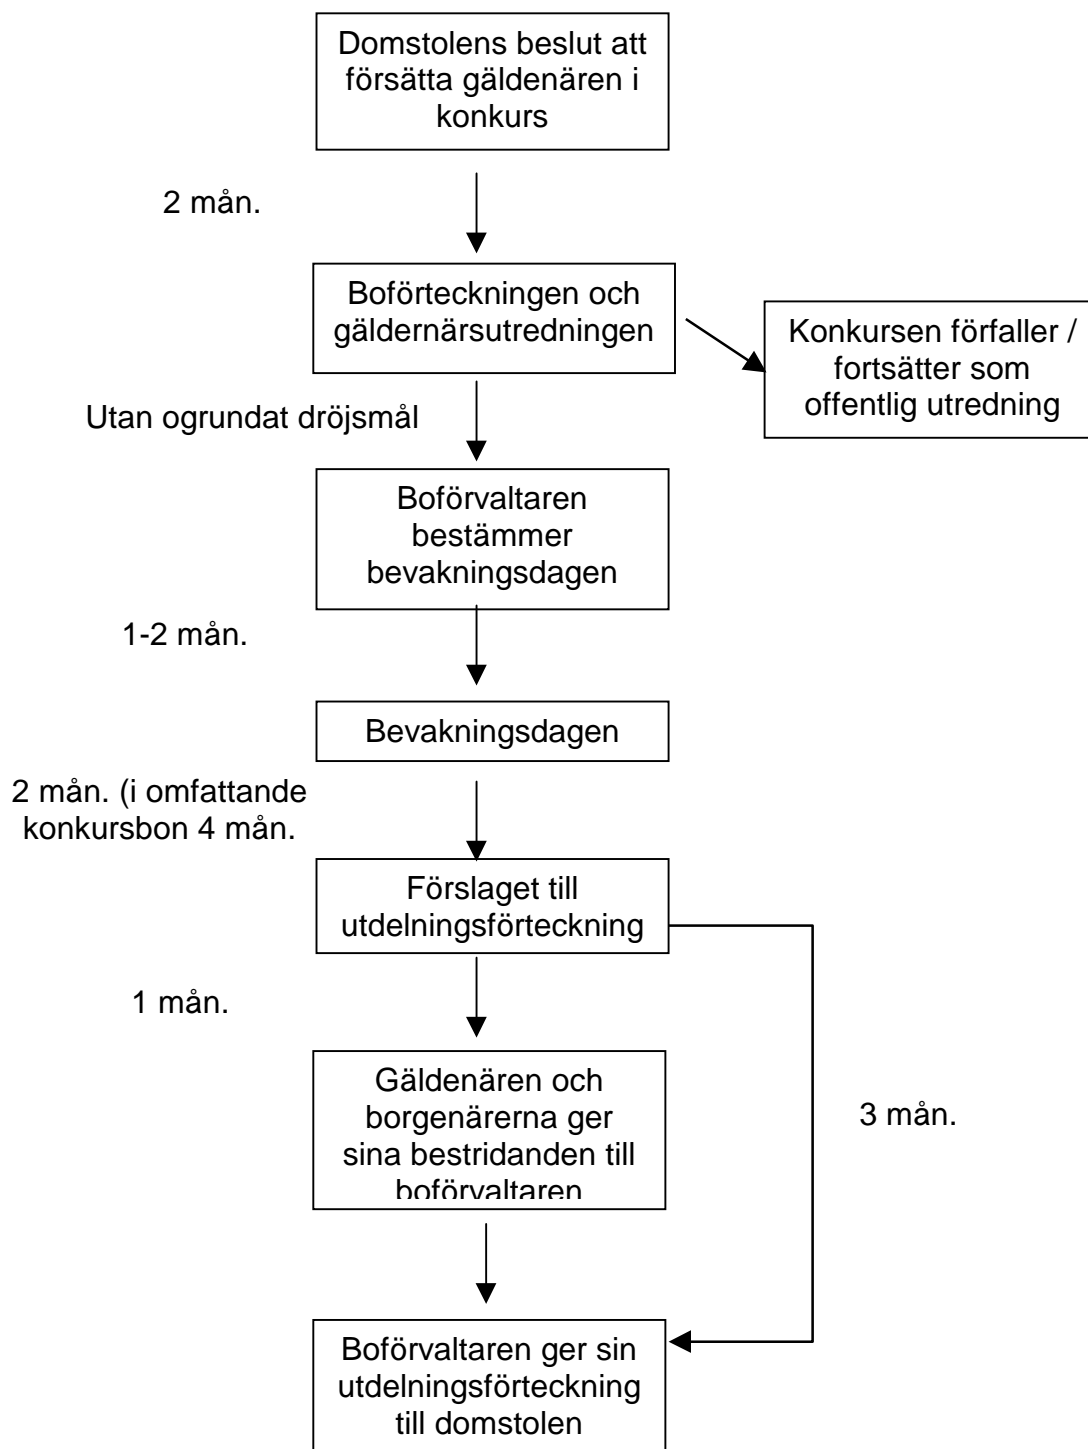 Domstolens beslut att
försätta gäldenären i
konkurs
2 mån.
Boförteckningen och
gäldernärsutredningen
Konkursen förfaller /
fortsätter som
offentlig utredning
Utan ogrundat dröjsmål
Boförvaltaren
bestämmer
bevakningsdagen
1-2 mån.
Bevakningsdagen
2 mån. (i omfattande
konkursbon 4 mån.
Förslaget till
utdelningsförteckning
1 mån.
Gäldenären och
borgenärerna ger
sina bestridanden till
boförvaltaren
3 mån.
Boförvaltaren ger sin
utdelningsförteckning
till domstolen